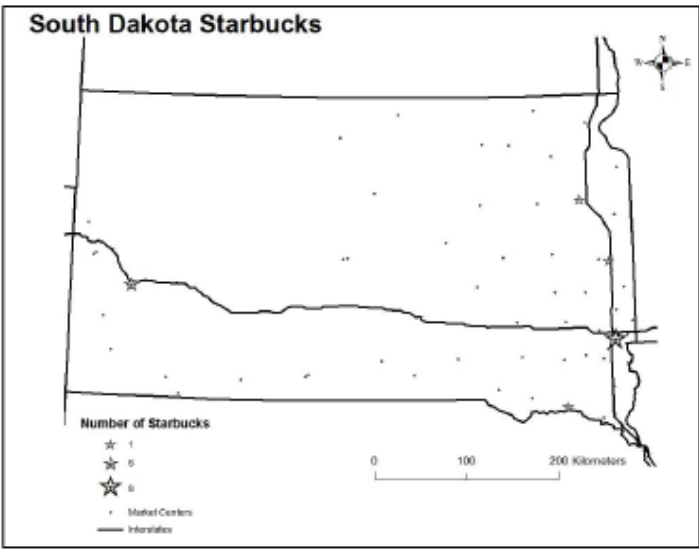 South Dakota Starbucks
N
W E
S
Number of Starbucks
1
5
9
Market Centers
Interstates
0 100 200 Kilometers